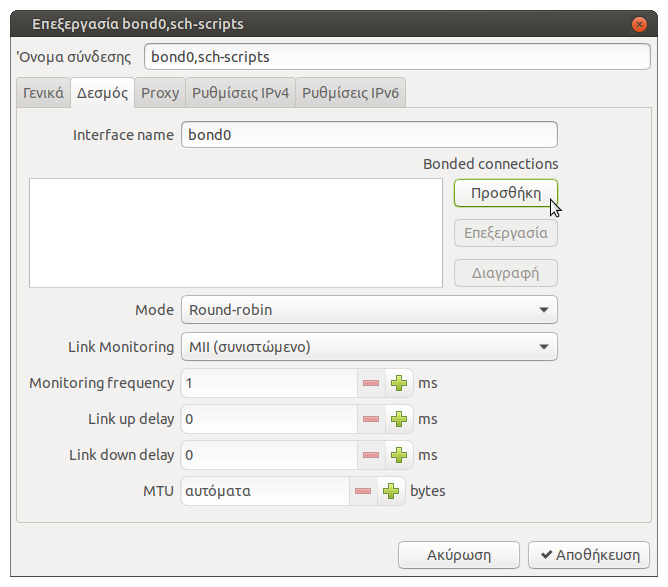 Επεξεργασία bond0,sch-scripts
Όνομα σύνδεσης bond0,sch-scripts
Γενικά Δεσμός Proxy Ρυθμίσεις IPv4 Ρυθμίσεις IPv6
Interface name bond0
Bonded connections
Προσθήκη
Επεξεργασία
Διαγραφή
Mode Round-robin
Link Monitoring MII (συνιστώμενο)
Monitoring frequency 1 ms
Link up delay 0 ms
Link down delay 0 ms
MTU αυτόματα bytes
Ακύρωση Αποθήκευση